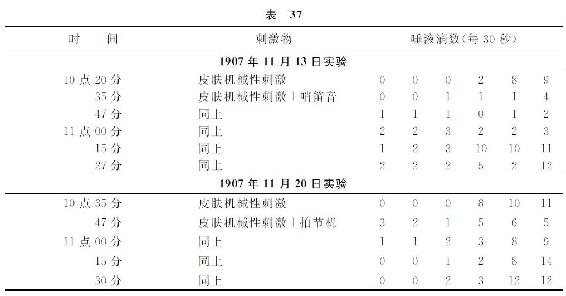 表 37
时 间 刺激物 唾液滴数(每30秒)
1907年11月13日实验
10点20分 皮肤机械性刺激 0 0 0 2 8 9
35分 皮肤机械性刺激|哨笛音 0 0 1 1 1 4
47分 同上 1 1 1 0 1 2
11点00分 同上 2 2 3 2 2 3
15分 同上 1 2 3 10 10 11
27分 同上 2 2 2 5 2 12
1907年11月20日实验
10点35分 皮肤机械性刺激 0 0 0 8 10 11
47分 皮肤机械性刺激|拍节机 3 2 1 5 6 5
11点00分 同上 1 1 2 3 8 9
15分 同上 0 0 1 2 8 14
30分 同上 0 0 2 3 12 12